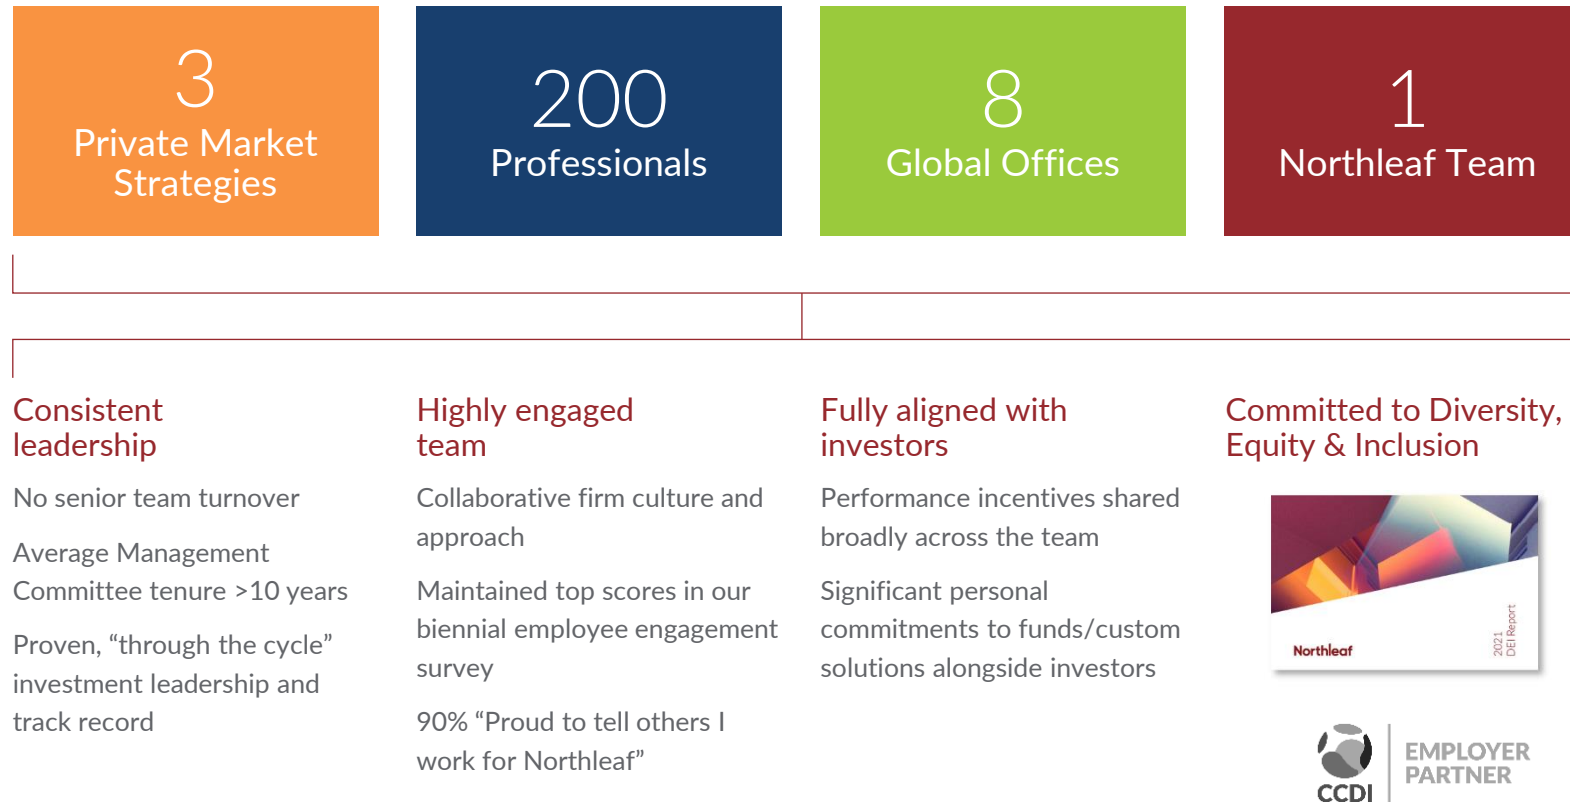 3
Private Market
Strategies
200
Professionals
8
Global Offices
1
Northleaf Team
Consistent
leadership
No senior team turnover
Average Management
Committee tenure >10 years
Proven, “through the cycle”
investment leadership and
track record
Highly engaged
team
Collaborative firm culture and
approach
Maintained top scores in our
biennial employee engagement
survey
90% “Proud to tell others I
work for Northleaf”
Fully aligned with
investors
Performance incentives shared
broadly across the team
Significant personal
commitments to funds/custom
solutions alongside investors
Committed to Diversity,
Equity & Inclusion
Northleaf
2021
DEI Report
CCDI
EMPLOYER
PARTNER